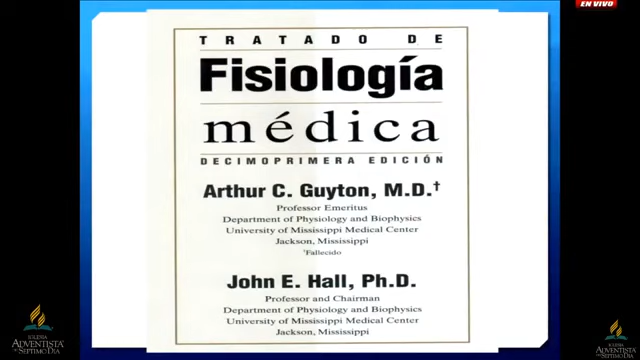 EN VIVO
TRATADO DE
Fisiología
médica
DECIMOPRIMERA EDICIÓN
Arthur C. Guyton, M.D.†
Professor Emeritus
Department of Physiology and Biophysics
University of Mississippi Medical Center
Jackson, Mississippi
†Fallecido
John E. Hall, Ph.D.
Professor and Chairman
Department of Physiology and Biophysics
University of Mississippi Medical Center
Jackson, Mississippi
IGLESIA
ADVENTISTA
DEL SÉPTIMO DÍA
IGLESIA
ADVENTISTA
DEL SÉPTIMO DÍA